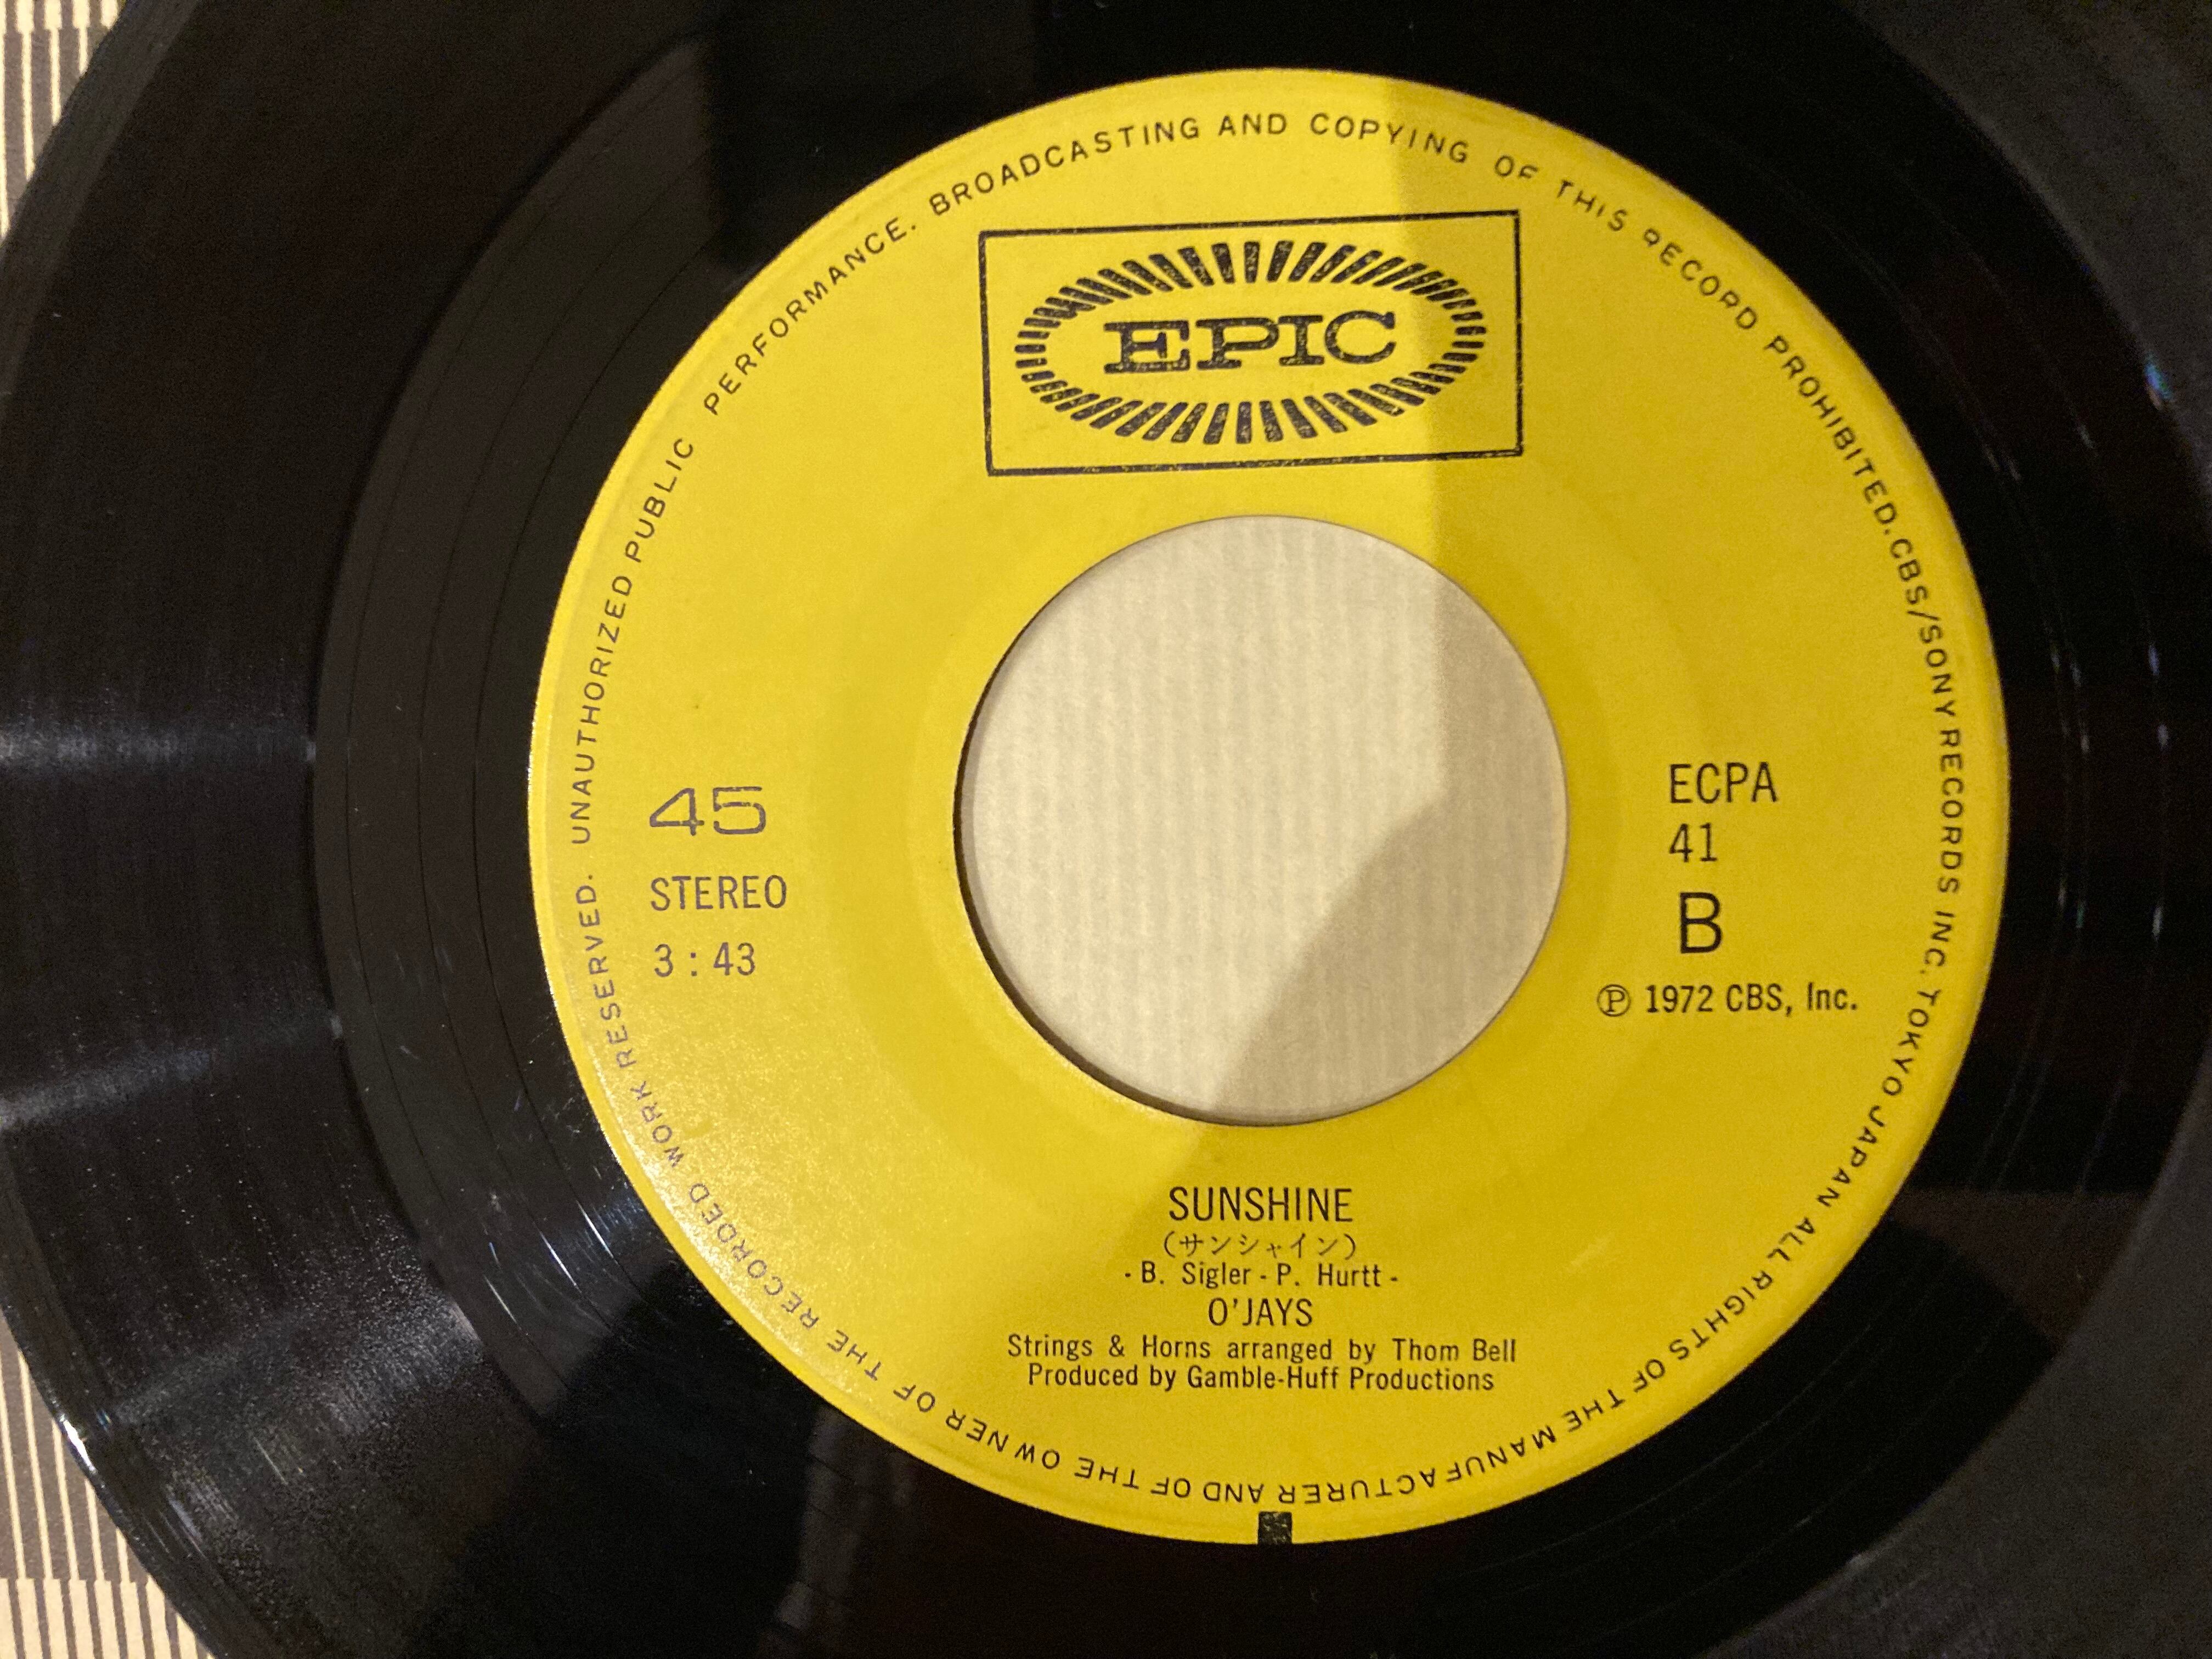 UNAUTHORIZED PUBLIC PERFORMANCE. BROADCASTING AND COPYING OF THIS RECORD PROHIBITED. CBS/SONY RECORDS INC. TOKYO JAPAN ALL RIGHTS OF THE MANUFACTURER AND OF THE OWNER OF THE RECORDED WORK RESERVED.
EPIC
45
STEREO
3:43
ECPA
41
B
Ⓟ 1972 CBS, Inc.
SUNSHINE
(サンシャイン)
- B. Sigler - P. Hurtt -
O'JAYS
Strings & Horns arranged by Thom Bell
Produced by Gamble-Huff Productions